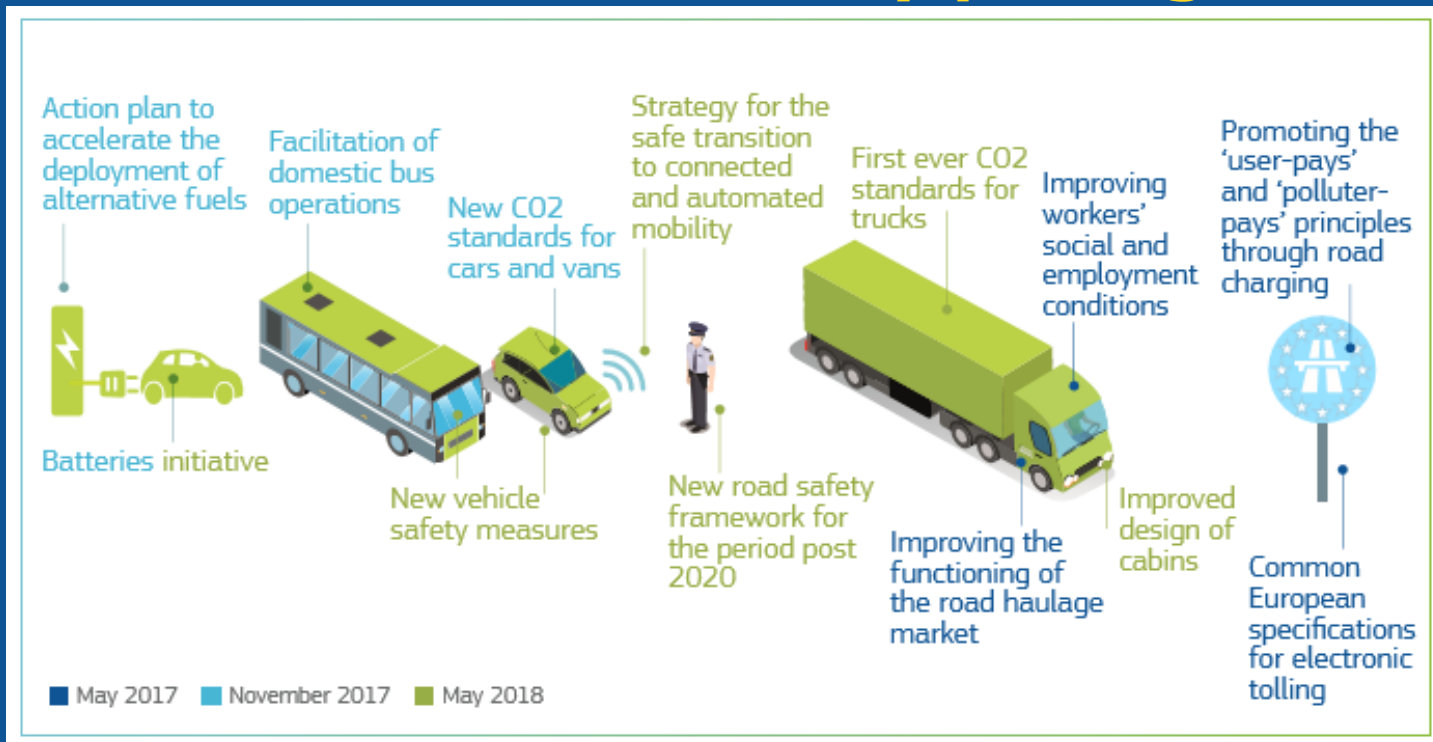 Action plan to
accelerate the
deployment of
alternative fuels
Facilitation of
domestic bus
operations
New CO2
standards for
cars and vans
Strategy for the
safe transition
to connected
and automated
mobility
First ever CO2
standards for
trucks
Improving
workers'
social and
employment
conditions
Promoting the
'user-pays'
and 'polluter-
pays' principles
through road
charging
Batteries initiative
New vehicle
safety measures
New road safety
framework for
the period post
2020
Improving the
functioning of
the road haulage
market
Improved
design of
cabins
Common
European
specifications
for electronic
tolling
May 2017 November 2017 May 2018